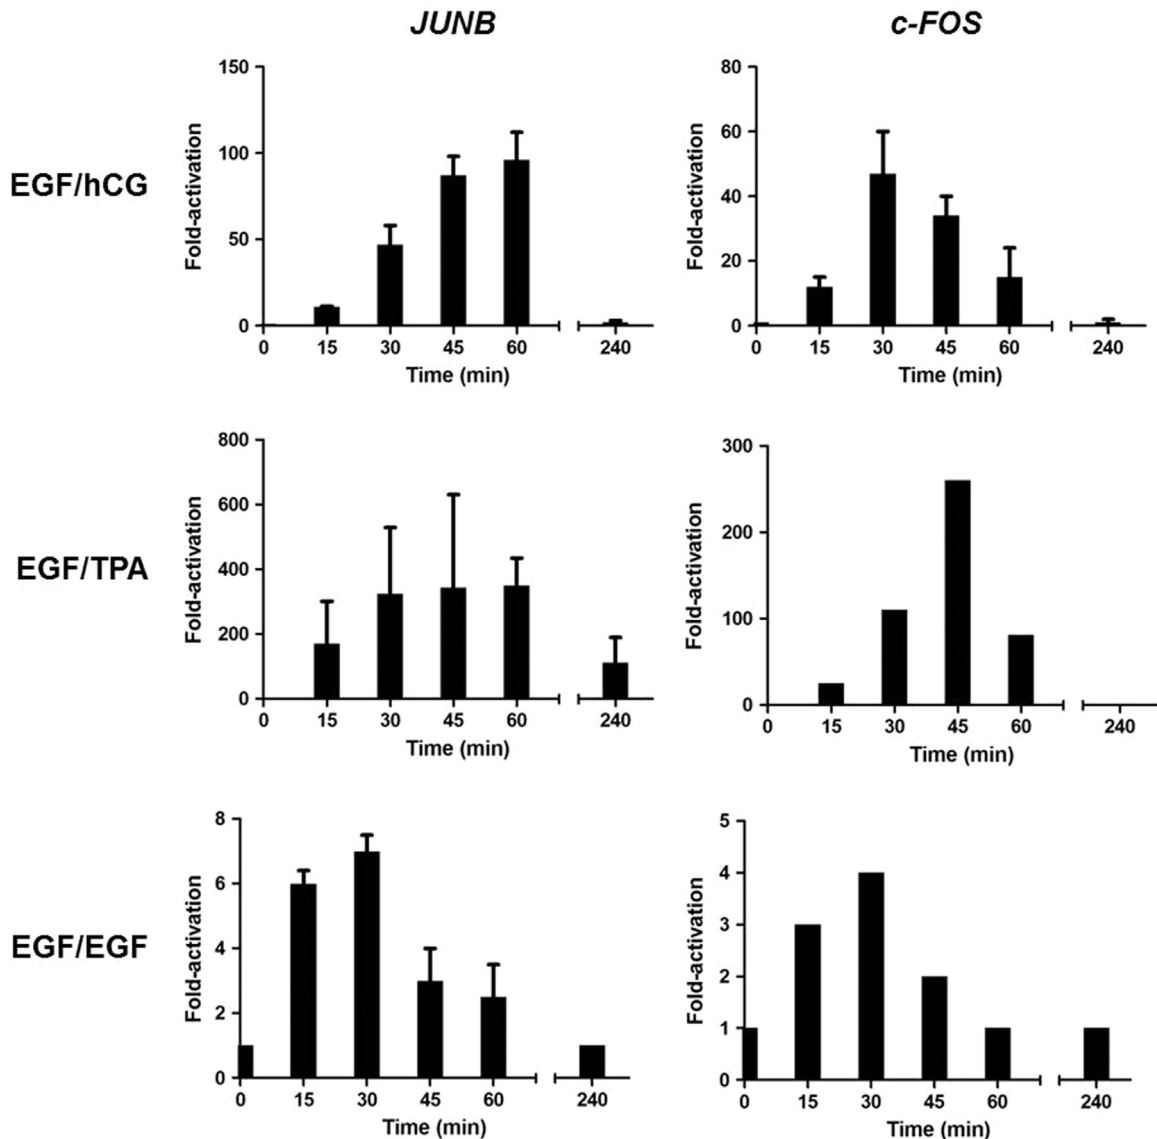 JUNB c-FOS
EGF/hCG
Fold-activation
150
100
50
0
0 15 30 45 60 240
Time (min)
Fold-activation
80
60
40
20
0
0 15 30 45 60 240
Time (min)
EGF/TPA
Fold-activation
800
600
400
200
0
0 15 30 45 60 240
Time (min)
Fold-activation
300
200
100
0
0 15 30 45 60 240
Time (min)
EGF/EGF
Fold-activation
8
6
4
2
0
0 15 30 45 60 240
Time (min)
Fold-activation
5
4
3
2
1
0
0 15 30 45 60 240
Time (min)